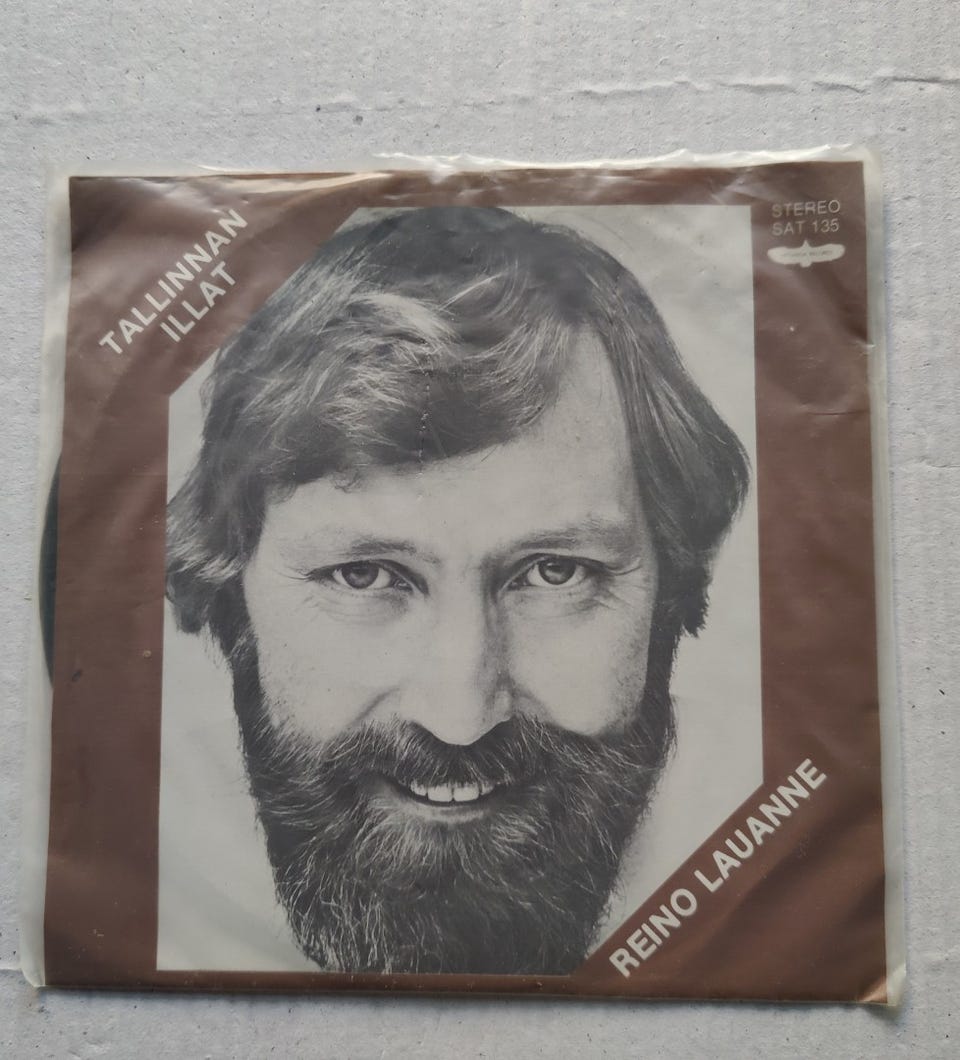 TALLINNAN
ILLAT
STEREO
SAT 135
REINO LAUANNE